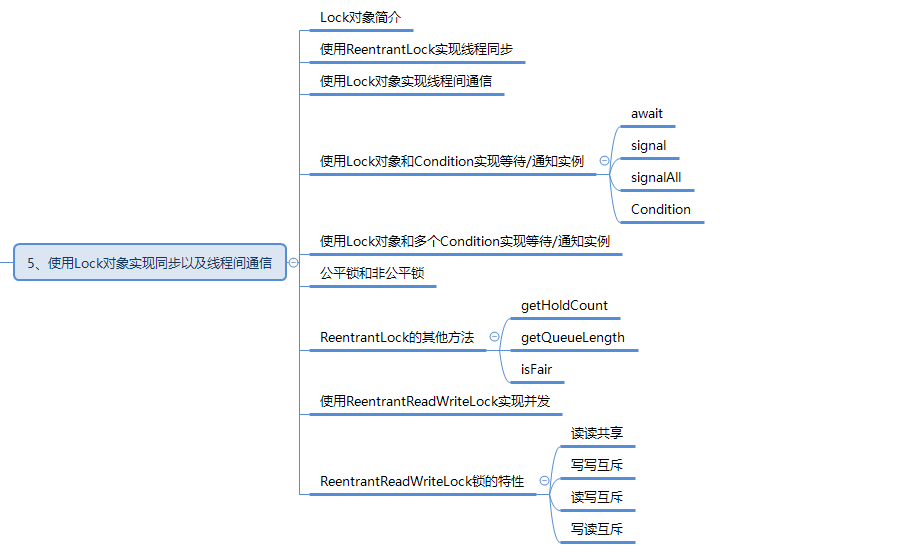 5、使用Lock对象实现同步以及线程间通信
Lock对象简介
使用ReentrantLock实现线程同步
使用Lock对象实现线程间通信
使用Lock对象和Condition实现等待/通知实例
await
signal
signalAll
Condition
使用Lock对象和多个Condition实现等待/通知实例
公平锁和非公平锁
ReentrantLock的其他方法
getHoldCount
getQueueLength
isFair
使用ReentrantReadWriteLock实现并发
ReentrantReadWriteLock锁的特性
读读共享
写写互斥
读写互斥
写读互斥